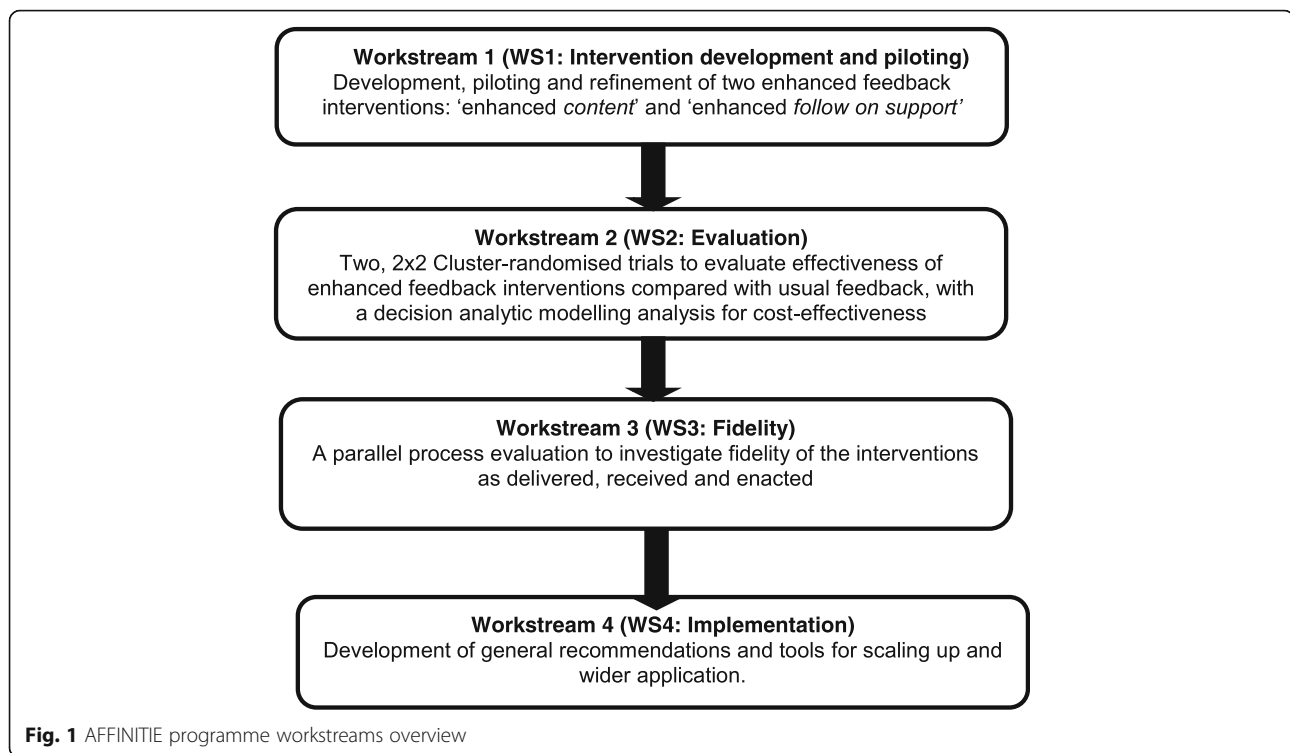 Workstream 1 (WS1: Intervention development and piloting)
Development, piloting and refinement of two enhanced feedback
interventions: ‘enhanced content’ and ‘enhanced follow on support’
Workstream 2 (WS2: Evaluation)
Two, 2x2 Cluster-randomised trials to evaluate effectiveness of
enhanced feedback interventions compared with usual feedback, with
a decision analytic modelling analysis for cost-effectiveness
Workstream 3 (WS3: Fidelity)
A parallel process evaluation to investigate fidelity of the interventions
as delivered, received and enacted
Workstream 4 (WS4: Implementation)
Development of general recommendations and tools for scaling up and
wider application.
Fig. 1 AFFINITIE programme workstreams overview